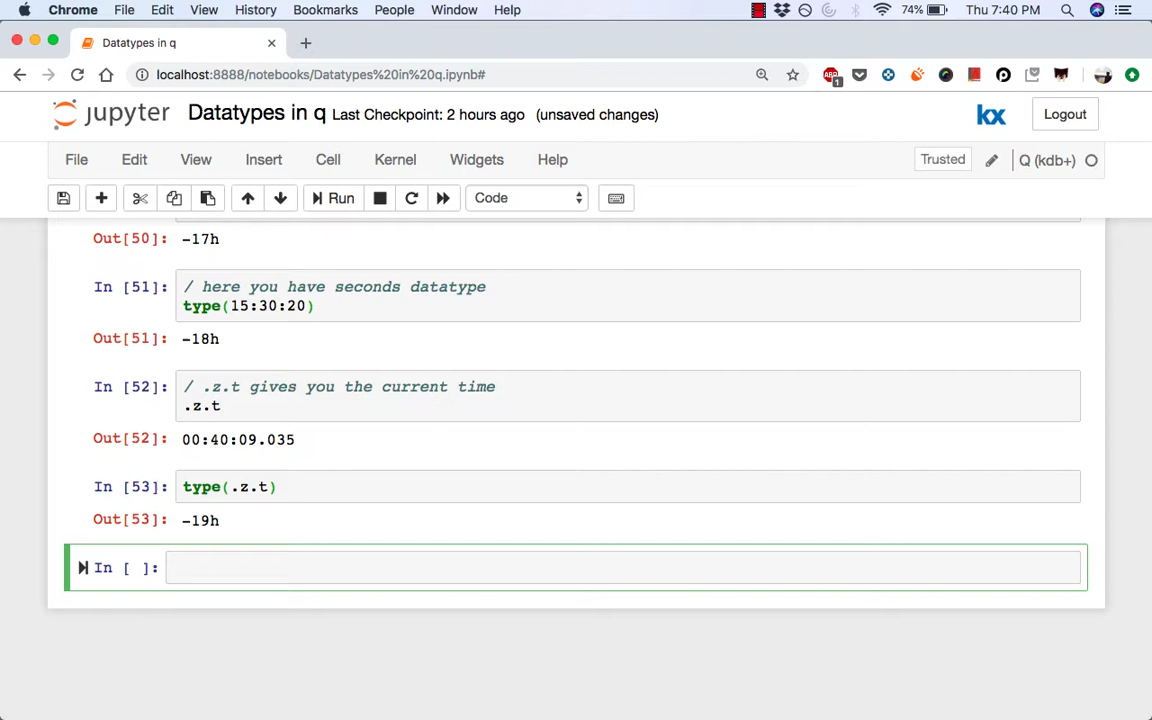 Chrome File Edit View History Bookmarks People Window Help 74% Thu 7:40 PM
Datatypes in q
localhost:8888/notebooks/Datatypes%20in%20q.ipynb#
ABP 1
jupyter Datatypes in q Last Checkpoint: 2 hours ago (unsaved changes) kx Logout
File Edit View Insert Cell Kernel Widgets Help Trusted Q (kdb+)
Run Code
Out[50]: -17h
In [51]: / here you have seconds datatype
type(15:30:20)
Out[51]: -18h
In [52]: / .z.t gives you the current time
.z.t
Out[52]: 00:40:09.035
In [53]: type(.z.t)
Out[53]: -19h
In [ ]: